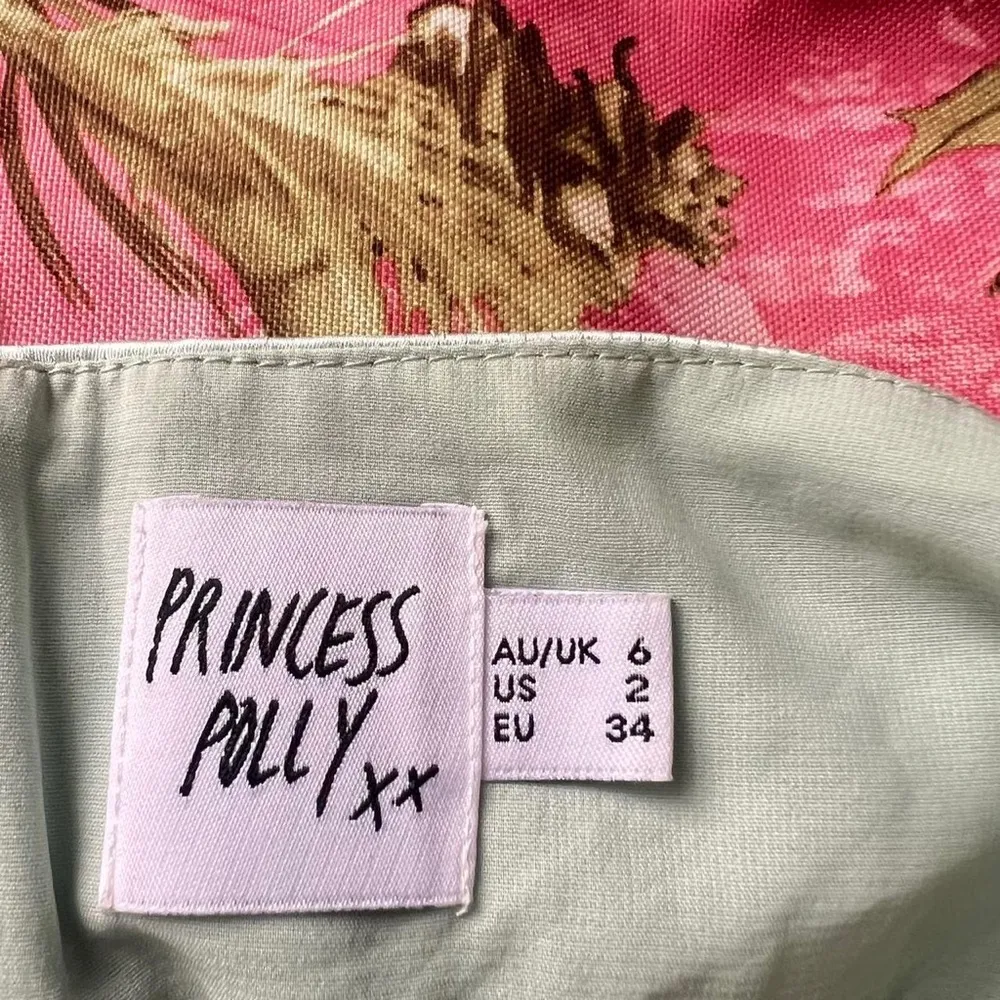 PRINCESS
POLLY
xx
AU/UK 6
US 2
EU 34